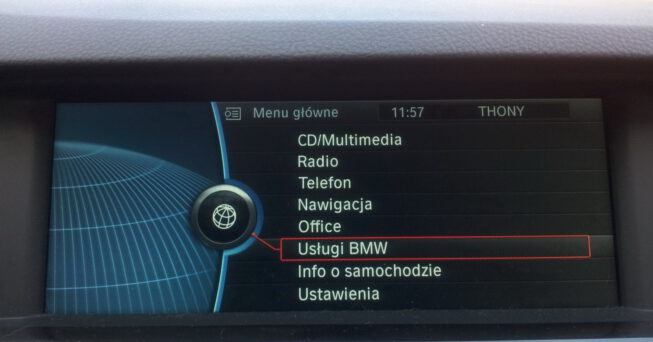 Menu główne 11:57 THONY
CD/Multimedia
Radio
Telefon
Nawigacja
Office
Usługi BMW
Info o samochodzie
Ustawienia